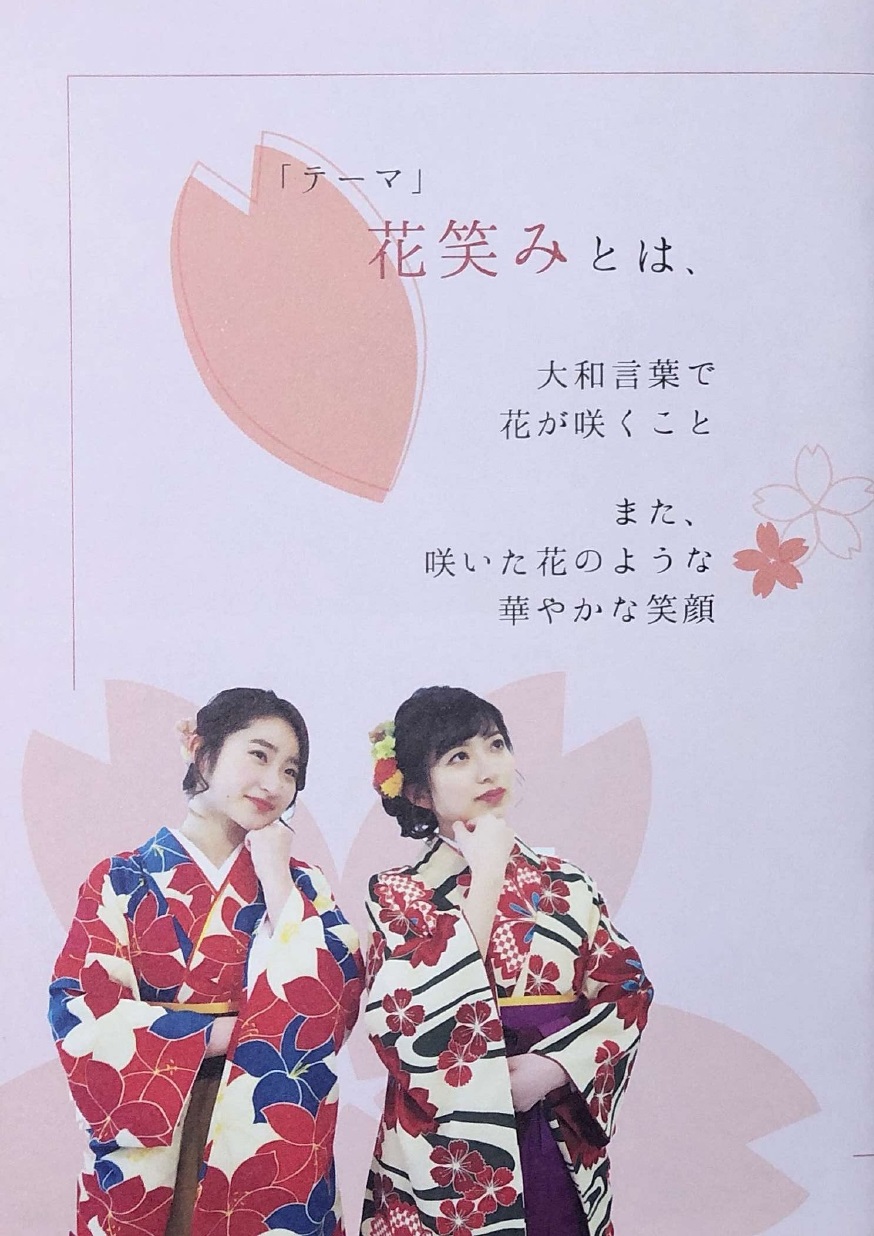 「テーマ」
花笑みとは、
大和言葉で
花が咲くこと
また、
咲いた花のような
華やかな笑顔